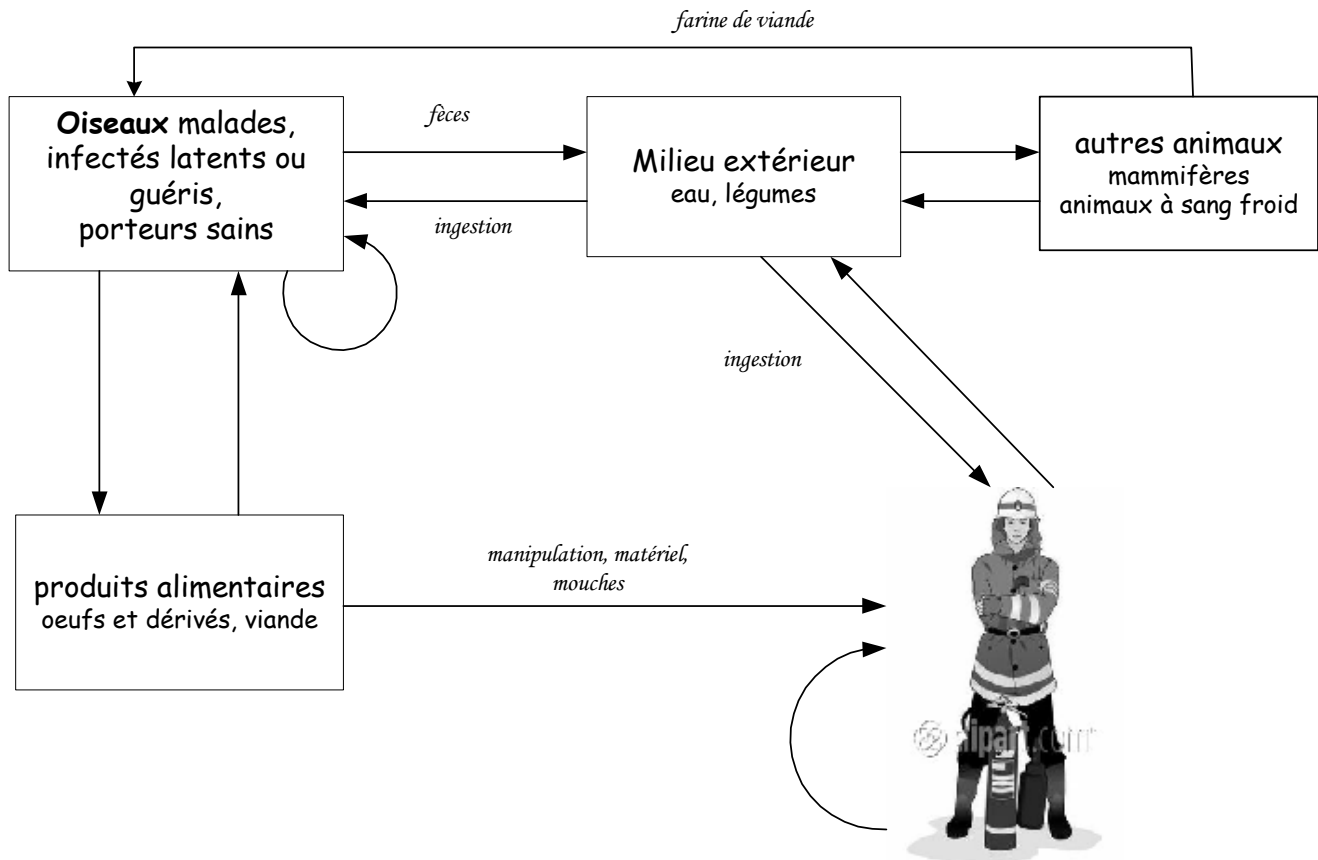 farine de viande
Oiseaux malades,
infectés latents ou
guéris,
porteurs sains
fèces
ingestion
Milieu extérieur
eau, légumes
autres animaux
mammifères
animaux à sang froid
ingestion
produits alimentaires
oeufs et dérivés, viande
manipulation, matériel,
mouches